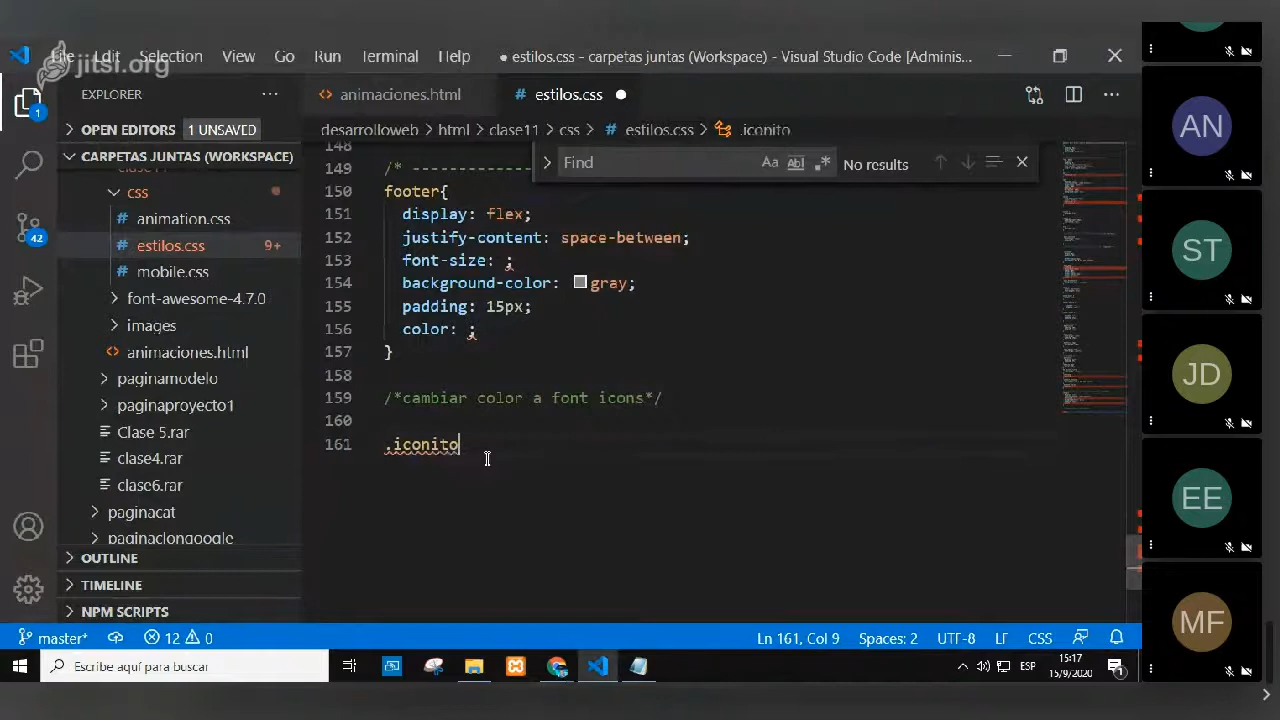 File Edit Selection View Go Run Terminal Help
● estilos.css - carpetas juntas (Workspace) - Visual Studio Code [Adminis...
jitsi.org
EXPLORER
animaciones.html
estilos.css
OPEN EDITORS 1 UNSAVED
desarrolloweb > html > clase11 > css > estilos.css > .iconito
CARPETAS JUNTAS (WORKSPACE)
Find
Aa
ab
No results
1
42
css
animation.css
estilos.css 9+
mobile.css
font-awesome-4.7.0
images
animaciones.html
paginamodelo
paginaproyecto1
Clase 5.rar
clase4.rar
clase6.rar
paginacat
paginaclongoogle
OUTLINE
TIMELINE
NPM SCRIPTS
148
149 /* -------------
150 footer{
151 display: flex;
152 justify-content: space-between;
153 font-size: ;
154 background-color: gray;
155 padding: 15px;
156 color: ;
157 }
158
159 /*cambiar color a font icons*/
160
161 .iconito
master* 12 0
Ln 161, Col 9 Spaces: 2 UTF-8 LF CSS
Escribe aquí para buscar
ESP
15:17
15/9/2020
1
AN
ST
JD
EE
MF